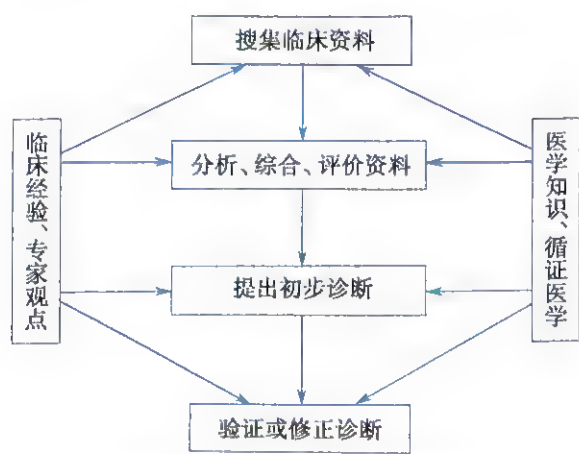 搜集临床资料
临床经验、专家观点
分析、综合、评价资料
医学知识、循证医学
提出初步诊断
验证或修正诊断